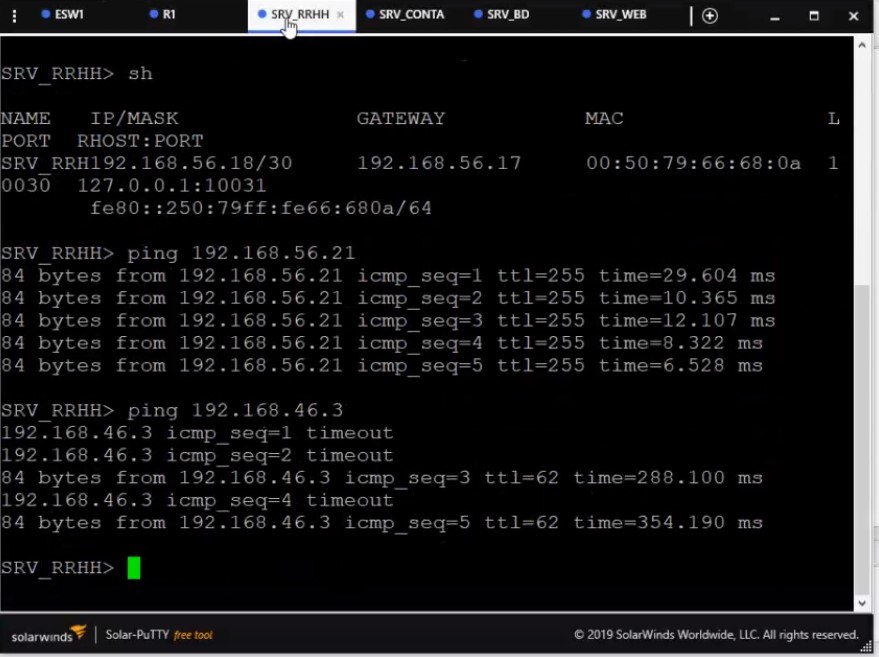 ESW1 R1 SRV_RRHH × SRV_CONTA SRV_BD SRV_WEB
SRV_RRHH> sh
NAME   IP/MASK              GATEWAY           MAC                L
PORT  RHOST:PORT
SRV_RRH192.168.56.18/30     192.168.56.17     00:50:79:66:68:0a  1
0030  127.0.0.1:10031
       fe80::250:79ff:fe66:680a/64
SRV_RRHH> ping 192.168.56.21
84 bytes from 192.168.56.21 icmp_seq=1 ttl=255 time=29.604 ms
84 bytes from 192.168.56.21 icmp_seq=2 ttl=255 time=10.365 ms
84 bytes from 192.168.56.21 icmp_seq=3 ttl=255 time=12.107 ms
84 bytes from 192.168.56.21 icmp_seq=4 ttl=255 time=8.322 ms
84 bytes from 192.168.56.21 icmp_seq=5 ttl=255 time=6.528 ms
SRV_RRHH> ping 192.168.46.3
192.168.46.3 icmp_seq=1 timeout
192.168.46.3 icmp_seq=2 timeout
84 bytes from 192.168.46.3 icmp_seq=3 ttl=62 time=288.100 ms
192.168.46.3 icmp_seq=4 timeout
84 bytes from 192.168.46.3 icmp_seq=5 ttl=62 time=354.190 ms
SRV_RRHH>
solarwinds | Solar-PuTTY free tool © 2019 SolarWinds Worldwide, LLC. All rights reserved.